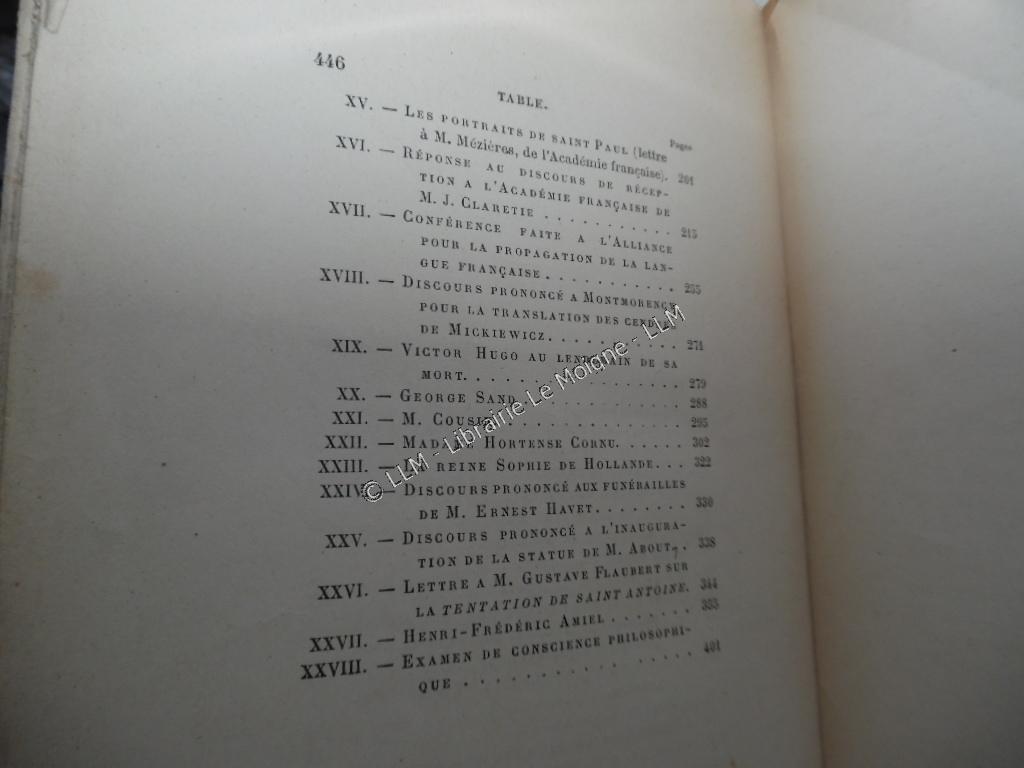 446
TABLE.
Pages
XV. — LES PORTRAITS DE SAINT PAUL (lettre
à M. Mézières, de l'Académie française). 201
XVI. — RÉPONSE AU DISCOURS DE RÉCEP-
TION A L'ACADÉMIE FRANÇAISE DE
M. J. CLARETIE . . . . . . . . . . . 215
XVII. — CONFÉRENCE FAITE A L'ALLIANCE
POUR LA PROPAGATION DE LA LAN-
GUE FRANÇAISE. . . . . . . . . . . 255
XVIII. — DISCOURS PRONONCÉ A MONTMORENCY
POUR LA TRANSLATION DES CENDRES
DE MICKIEWICZ. . . . . . . . . . . 271
XIX. — VICTOR HUGO AU LENDEMAIN DE SA
MORT. . . . . . . . . . . . . . . . 279
XX. — GEORGE SAND. . . . . . . . . . . . 288
XXI. — M. COUSIN. . . . . . . . . . . . . 295
XXII. — MADAME HORTENSE CORNU. . . . . . 302
XXIII. — LA REINE SOPHIE DE HOLLANDE. . . 322
XXIV. — DISCOURS PRONONCÉ AUX FUNÉRAILLES
DE M. ERNEST HAVET. . . . . . . . 330
XXV. — DISCOURS PRONONCÉ A L'INAUGURA-
TION DE LA STATUE DE M. ABOUT. . 338
XXVI. — LETTRE A M. GUSTAVE FLAUBERT SUR
LA TENTATION DE SAINT ANTOINE. 344
XXVII. — HENRI-FRÉDÉRIC AMIEL . . . . . . 355
XXVIII. — EXAMEN DE CONSCIENCE PHILOSOPHI-
QUE . . . . . . . . . . . . . . 401
© LLM - Librairie Le Moigne - LLM